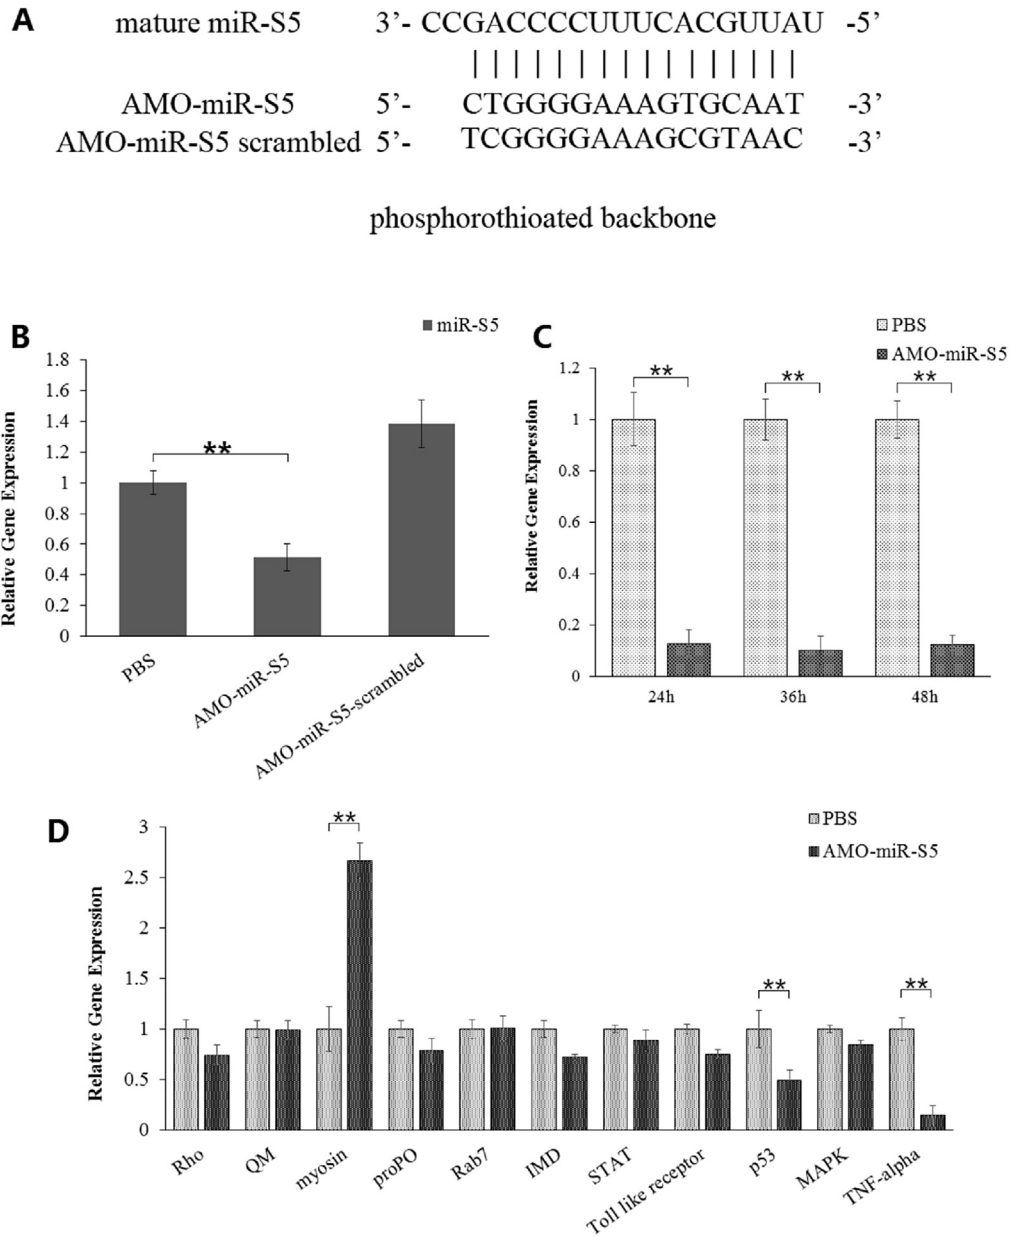 A
mature miR-S5 3’- CCGACCCCUUUCACGUUAU -5’
| | | | | | | | | | | | | | | |
AMO-miR-S5 5’- CTGGGGAAAGTGCAAT -3’
AMO-miR-S5 scrambled 5’- TCGGGGAAAGCGTAAC -3’
phosphorothioated backbone
B
miR-S5
Relative Gene Expression
1.8
1.6
1.4
1.2
1
0.8
0.6
0.4
0.2
0
**
PBS
AMO-miR-S5
AMO-miR-S5-scrambled
C
PBS
AMO-miR-S5
Relative Gene Expression
1.2
1
0.8
0.6
0.4
0.2
0
** ** **
24h 36h 48h
D
PBS
AMO-miR-S5
Relative Gene Expression
3
2.5
2
1.5
1
0.5
0
** ** **
Rho
QM
myosin
proPO
Rab7
IMD
STAT
Toll like receptor
p53
MAPK
TNF-alpha